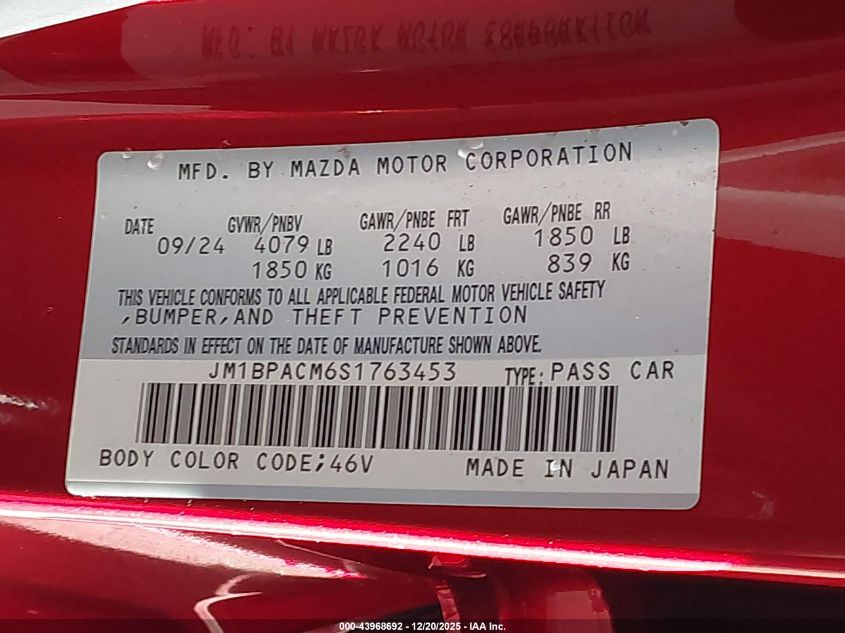 MFD. BY MAZDA MOTOR CORPORATION
DATE GVWR/PNBV GAWR/PNBE FRT GAWR/PNBE RR
09/24 4079 LB 2240 LB 1850 LB
1850 KG 1016 KG 839 KG
THIS VEHICLE CONFORMS TO ALL APPLICABLE FEDERAL MOTOR VEHICLE SAFETY
,BUMPER,AND THEFT PREVENTION
STANDARDS IN EFFECT ON THE DATE OF MANUFACTURE SHOWN ABOVE.
JM1BPACM6S1763453 TYPE: PASS CAR
BODY COLOR CODE;46V MADE IN JAPAN
000-43968692 - 12/20/2025 - IAA Inc.